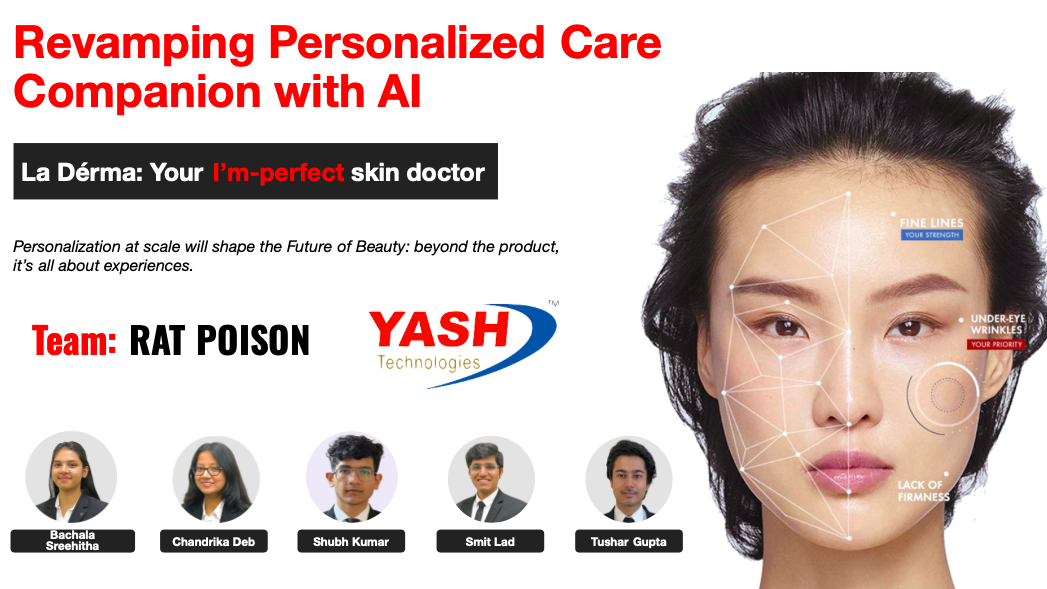 Revamping Personalized Care
Companion with AI
La Dérma: Your I'm-perfect skin doctor
Personalization at scale will shape the Future of Beauty: beyond the product,
it's all about experiences.
Team: RAT POISON
YASH
TM
Technologies
Bachala
Sreehitha
Chandrika Deb
Shubh Kumar
Smit Lad
Tushar Gupta
FINE LINES
YOUR STRENGTH
UNDER-EYE
WRINKLES
YOUR PRIORITY
LACK OF
FIRMNESS